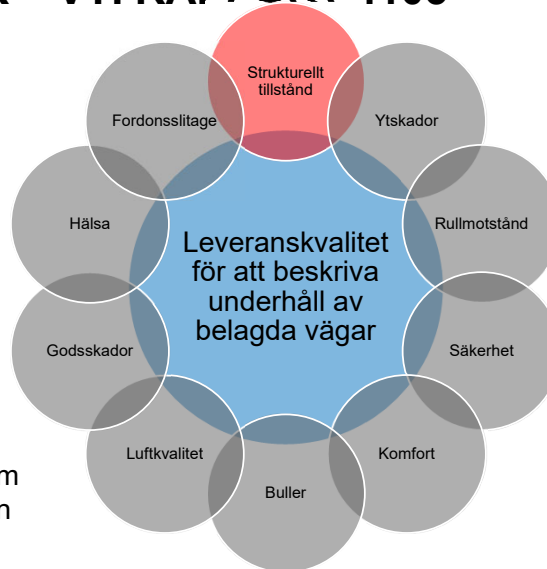 Strukturellt
tillstånd
Fordonsslitage
Ytskador
Hälsa
Rullmotstånd
Leveranskvalitet
för att beskriva
underhåll av
belagda vägar
Godsskador
Säkerhet
Luftkvalitet
Komfort
Buller